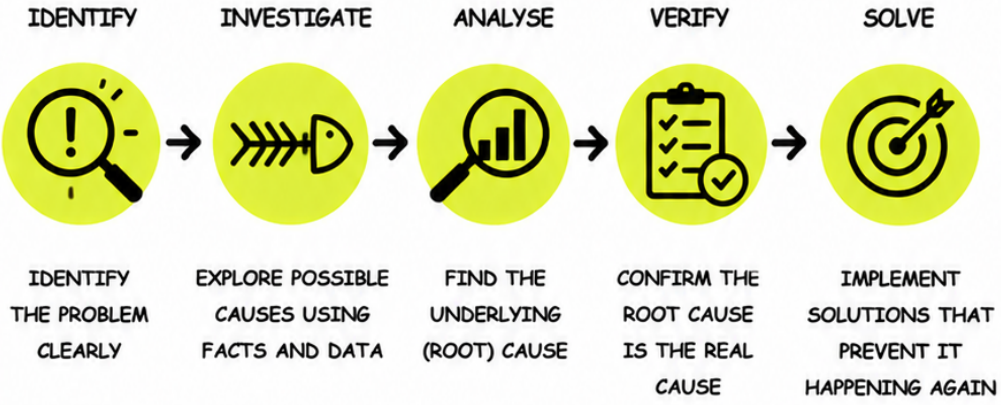 IDENTIFY
INVESTIGATE
ANALYSE
VERIFY
SOLVE
IDENTIFY
THE PROBLEM
CLEARLY
EXPLORE POSSIBLE
CAUSES USING
FACTS AND DATA
FIND THE
UNDERLYING
(ROOT) CAUSE
CONFIRM THE
ROOT CAUSE
IS THE REAL
CAUSE
IMPLEMENT
SOLUTIONS THAT
PREVENT IT
HAPPENING AGAIN